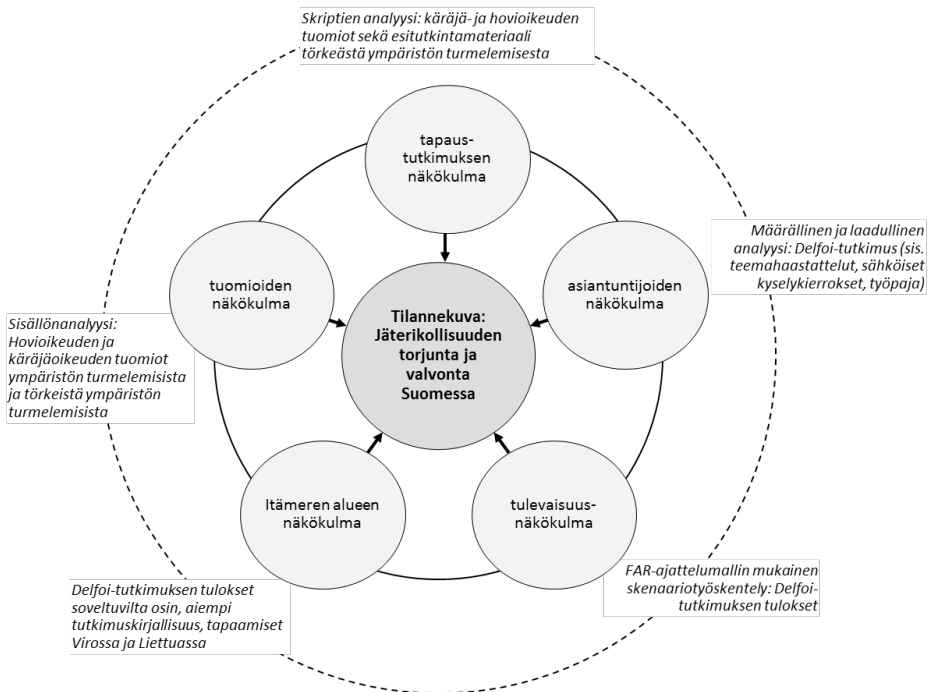 Skriptien analyysi: käräjä- ja hovioikeuden
tuomiot sekä esitutkintamateriaali
törkeästä ympäristön turmelemisesta
tapaus-
tutkimuksen
näkökulma
Määrällinen ja laadullinen
analyysi: Delfoi-tutkimus (sis.
teemahaastattelut, sähköiset
kyselykierrokset, työpaja)
asiantuntijoiden
näkökulma
tuomioiden
näkökulma
Tilannekuva:
Jäterikollisuuden
torjunta ja
valvonta
Suomessa
Sisällönanalyysi:
Hovioikeuden ja
käräjäoikeuden tuomiot
ympäristön turmelemisista
ja törkeistä ympäristön
turmelemisista
Itämeren alueen
näkökulma
tulevaisuus-
näkökulma
Delfoi-tutkimuksen tulokset
soveltuvilta osin, aiempi
tutkimuskirjallisuus, tapaamiset
Virossa ja Liettuassa
FAR-ajattelumallin mukainen
skenaariotyöskentely: Delfoi-
tutkimuksen tulokset